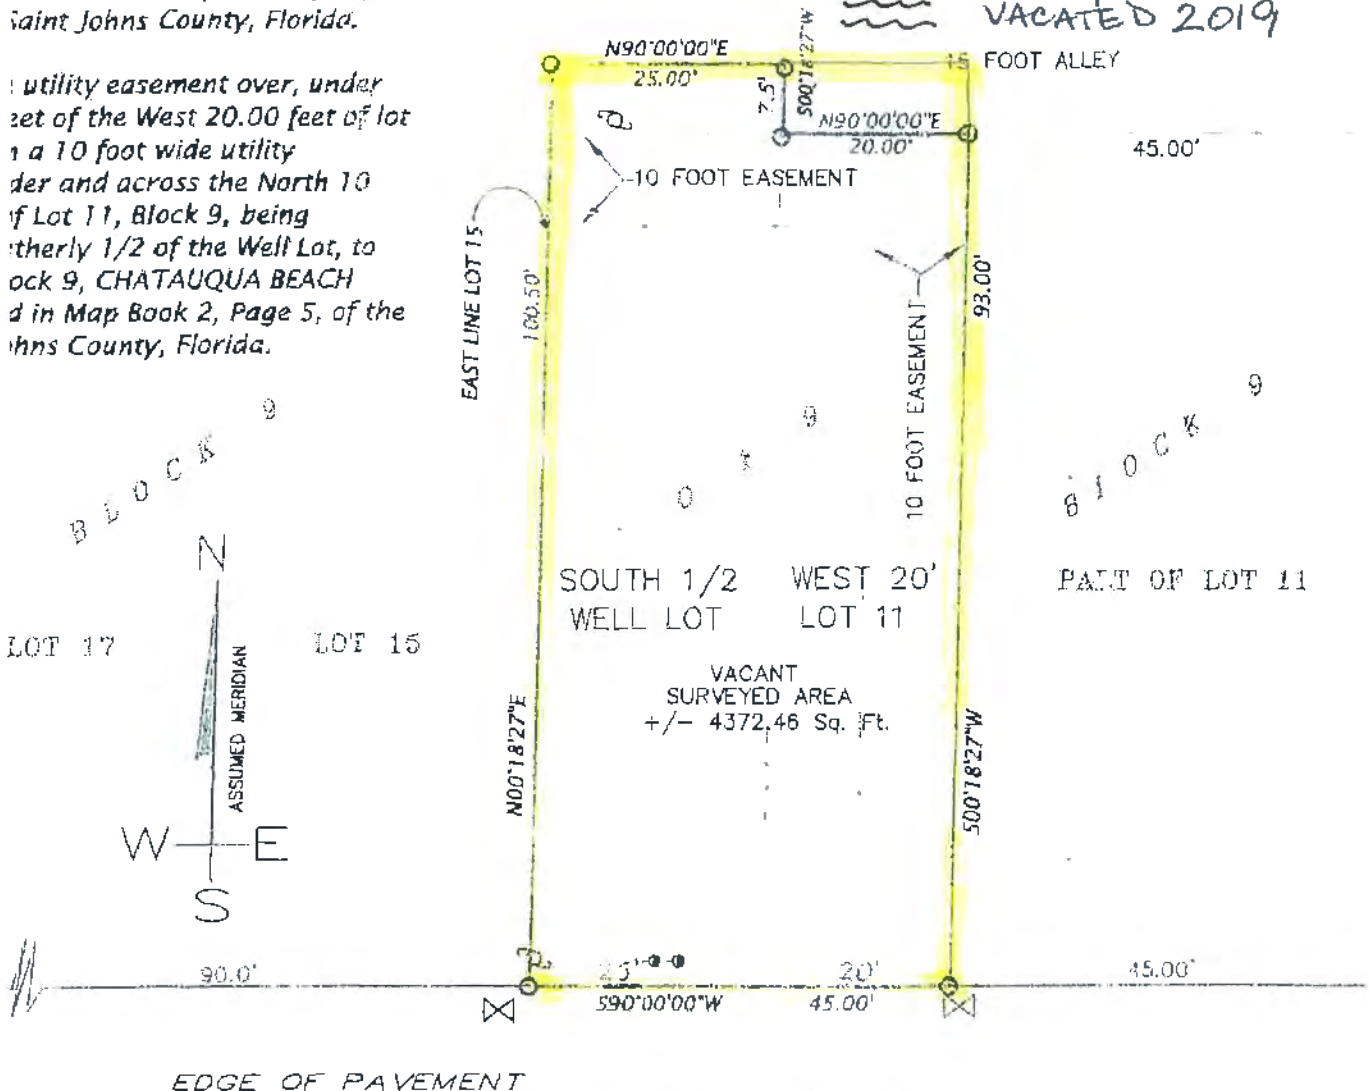 Saint Johns County, Florida.
utility easement over, under
eet of the West 20.00 feet of lot
a 10 foot wide utility
der and across the North 10
of Lot 11, Block 9, being
therly 1/2 of the Well Lot, to
ock 9, CHATAUQUA BEACH
d in Map Book 2, Page 5, of the
hns County, Florida.
VACATED 2019
15 FOOT ALLEY
N90°00'00"E
25.00'
7.5'
S00°18'27"W
N90°00'00"E
20.00'
45.00'
10 FOOT EASEMENT
EAST LINE LOT 15
100.50'
10 FOOT EASEMENT
93.00'
BLOCK 9
9
BLOCK 9
N
W E
S
ASSUMED MERIDIAN
SOUTH 1/2
WELL LOT
WEST 20'
LOT 11
PART OF LOT 11
LOT 17
LOT 15
VACANT
SURVEYED AREA
+/- 4372.46 Sq. Ft.
N00°18'27"E
S00°18'27"W
90.0'
25'
20'
45.00'
S90°00'00"W
45.00'
EDGE OF PAVEMENT